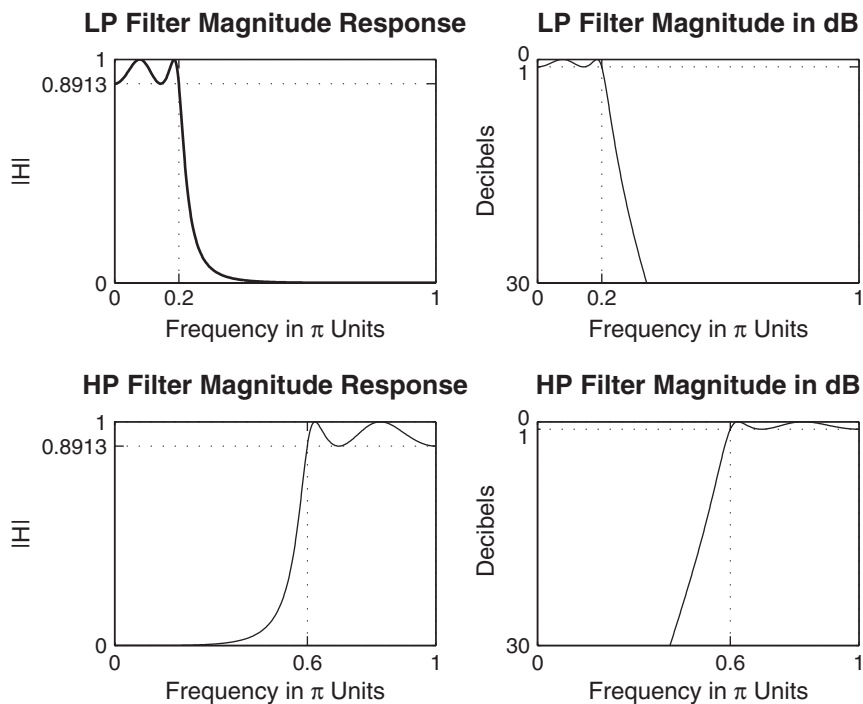 LP Filter Magnitude Response
1
0.8913
|H|
0
0
0.2
1
Frequency in π Units
LP Filter Magnitude in dB
0
1
Decibels
30
0
0.2
1
Frequency in π Units
HP Filter Magnitude Response
1
0.8913
|H|
0
0
0.6
1
Frequency in π Units
HP Filter Magnitude in dB
0
1
Decibels
30
0
0.6
1
Frequency in π Units